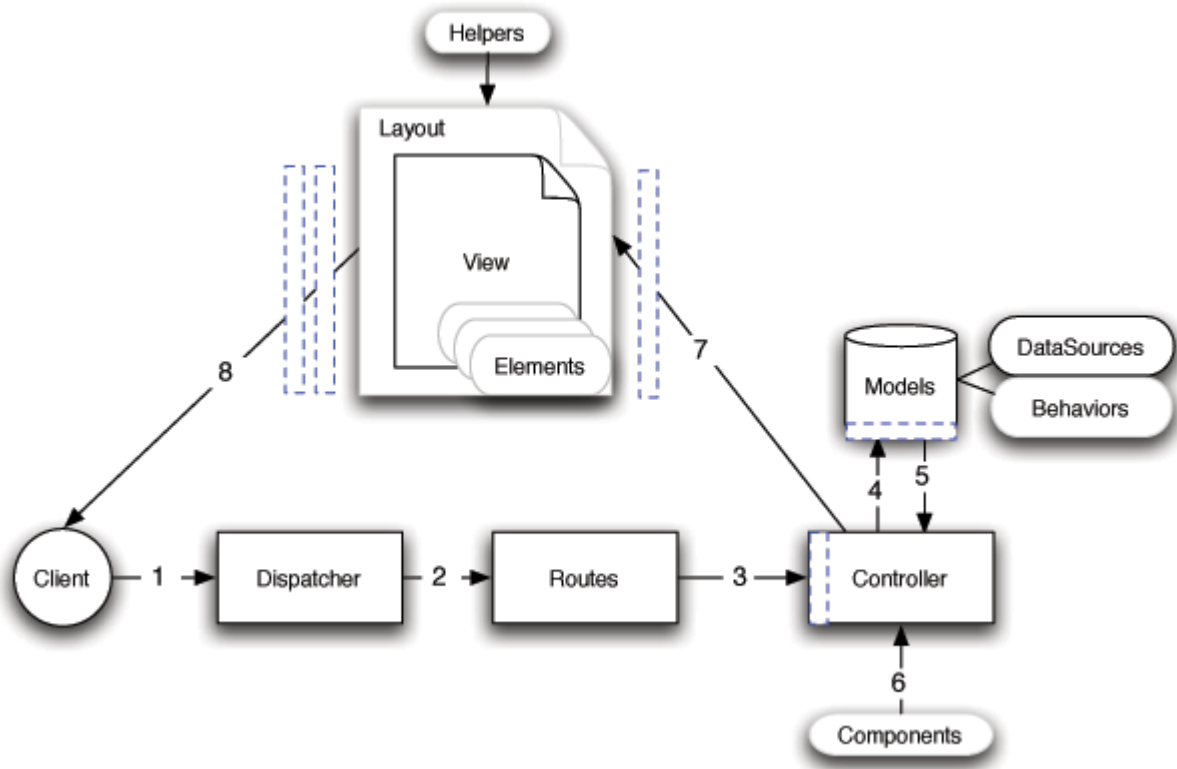 Helpers
Layout
View
Elements
8
7
Models
DataSources
Behaviors
4
5
Client
1
Dispatcher
2
Routes
3
Controller
6
Components